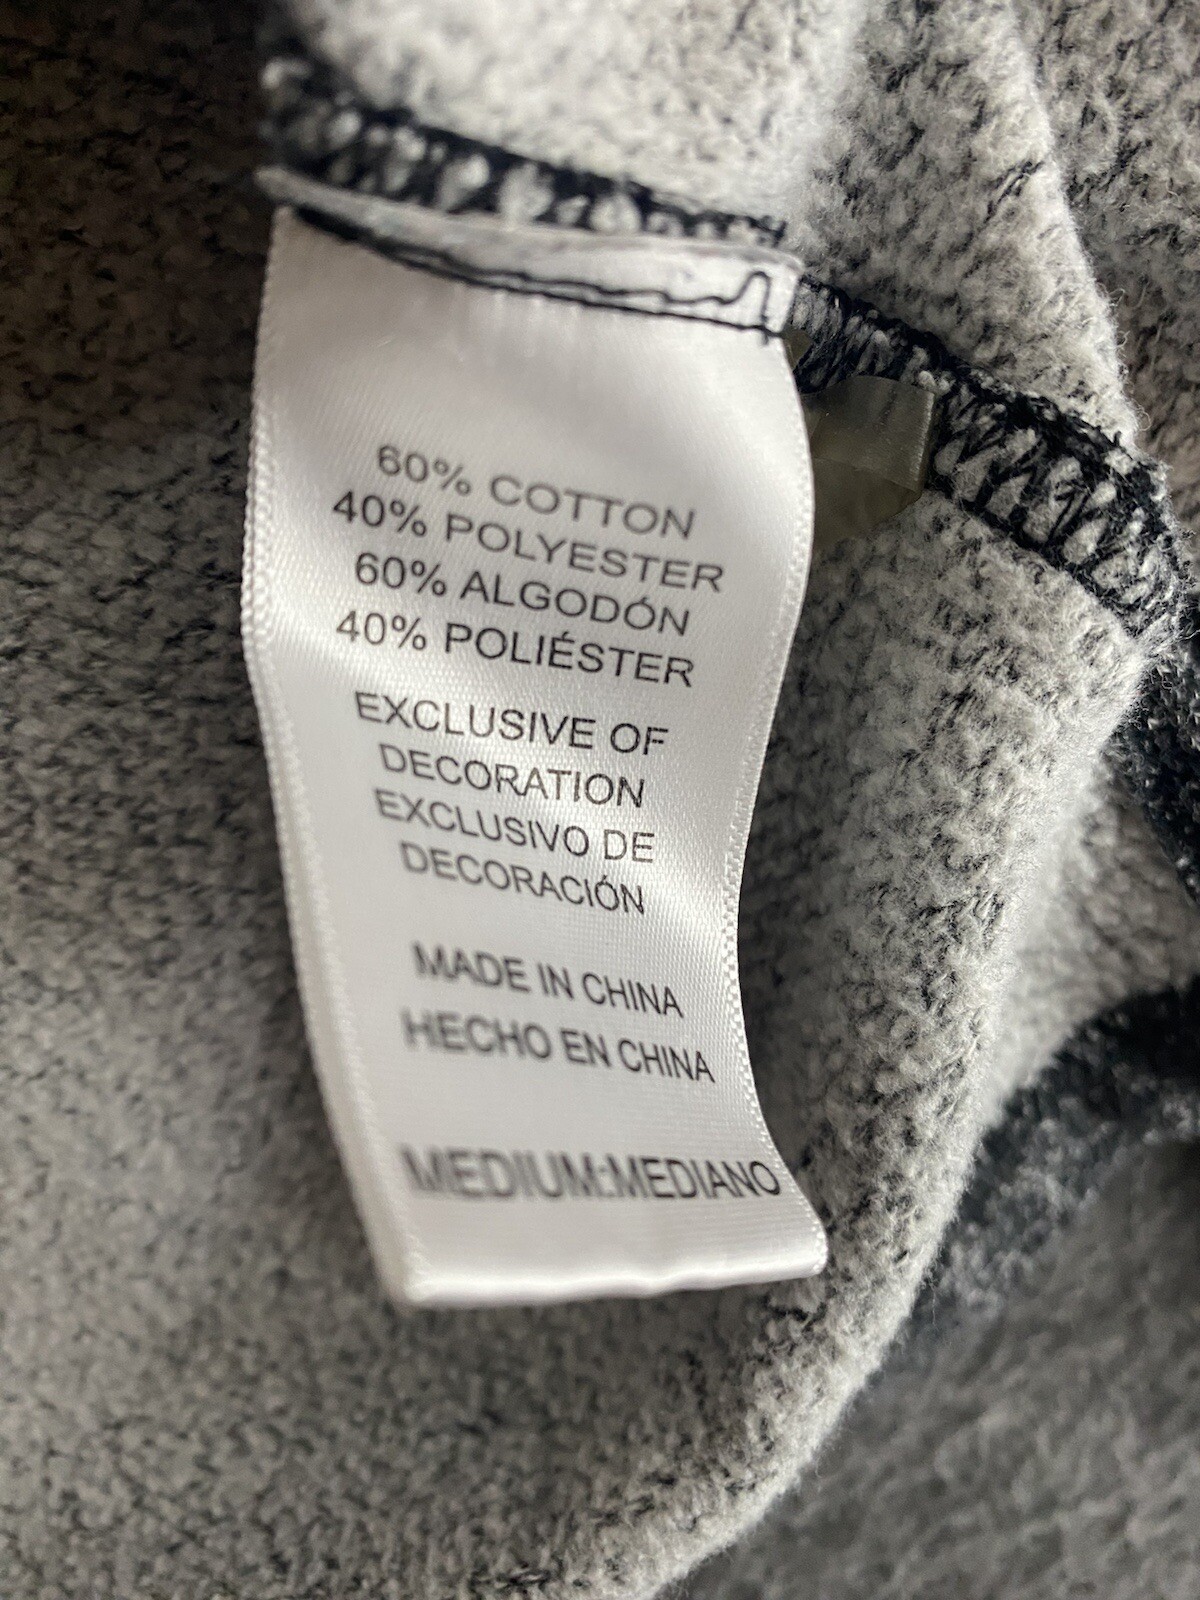 60% COTTON
40% POLYESTER
60% ALGODÓN
40% POLIÉSTER
EXCLUSIVE OF
DECORATION
EXCLUSIVO DE
DECORACIÓN
MADE IN CHINA
HECHO EN CHINA
MEDIUM:MEDIANO